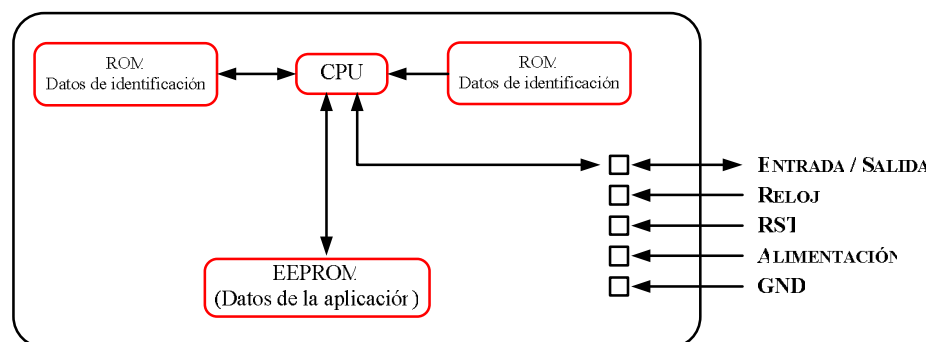 ROM
Datos de identificación
CPU
ROM
Datos de identificación
ENTRADA / SALIDA
RELOJ
RST
ALIMENTACIÓN
GND
EEPROM
(Datos de la aplicación)